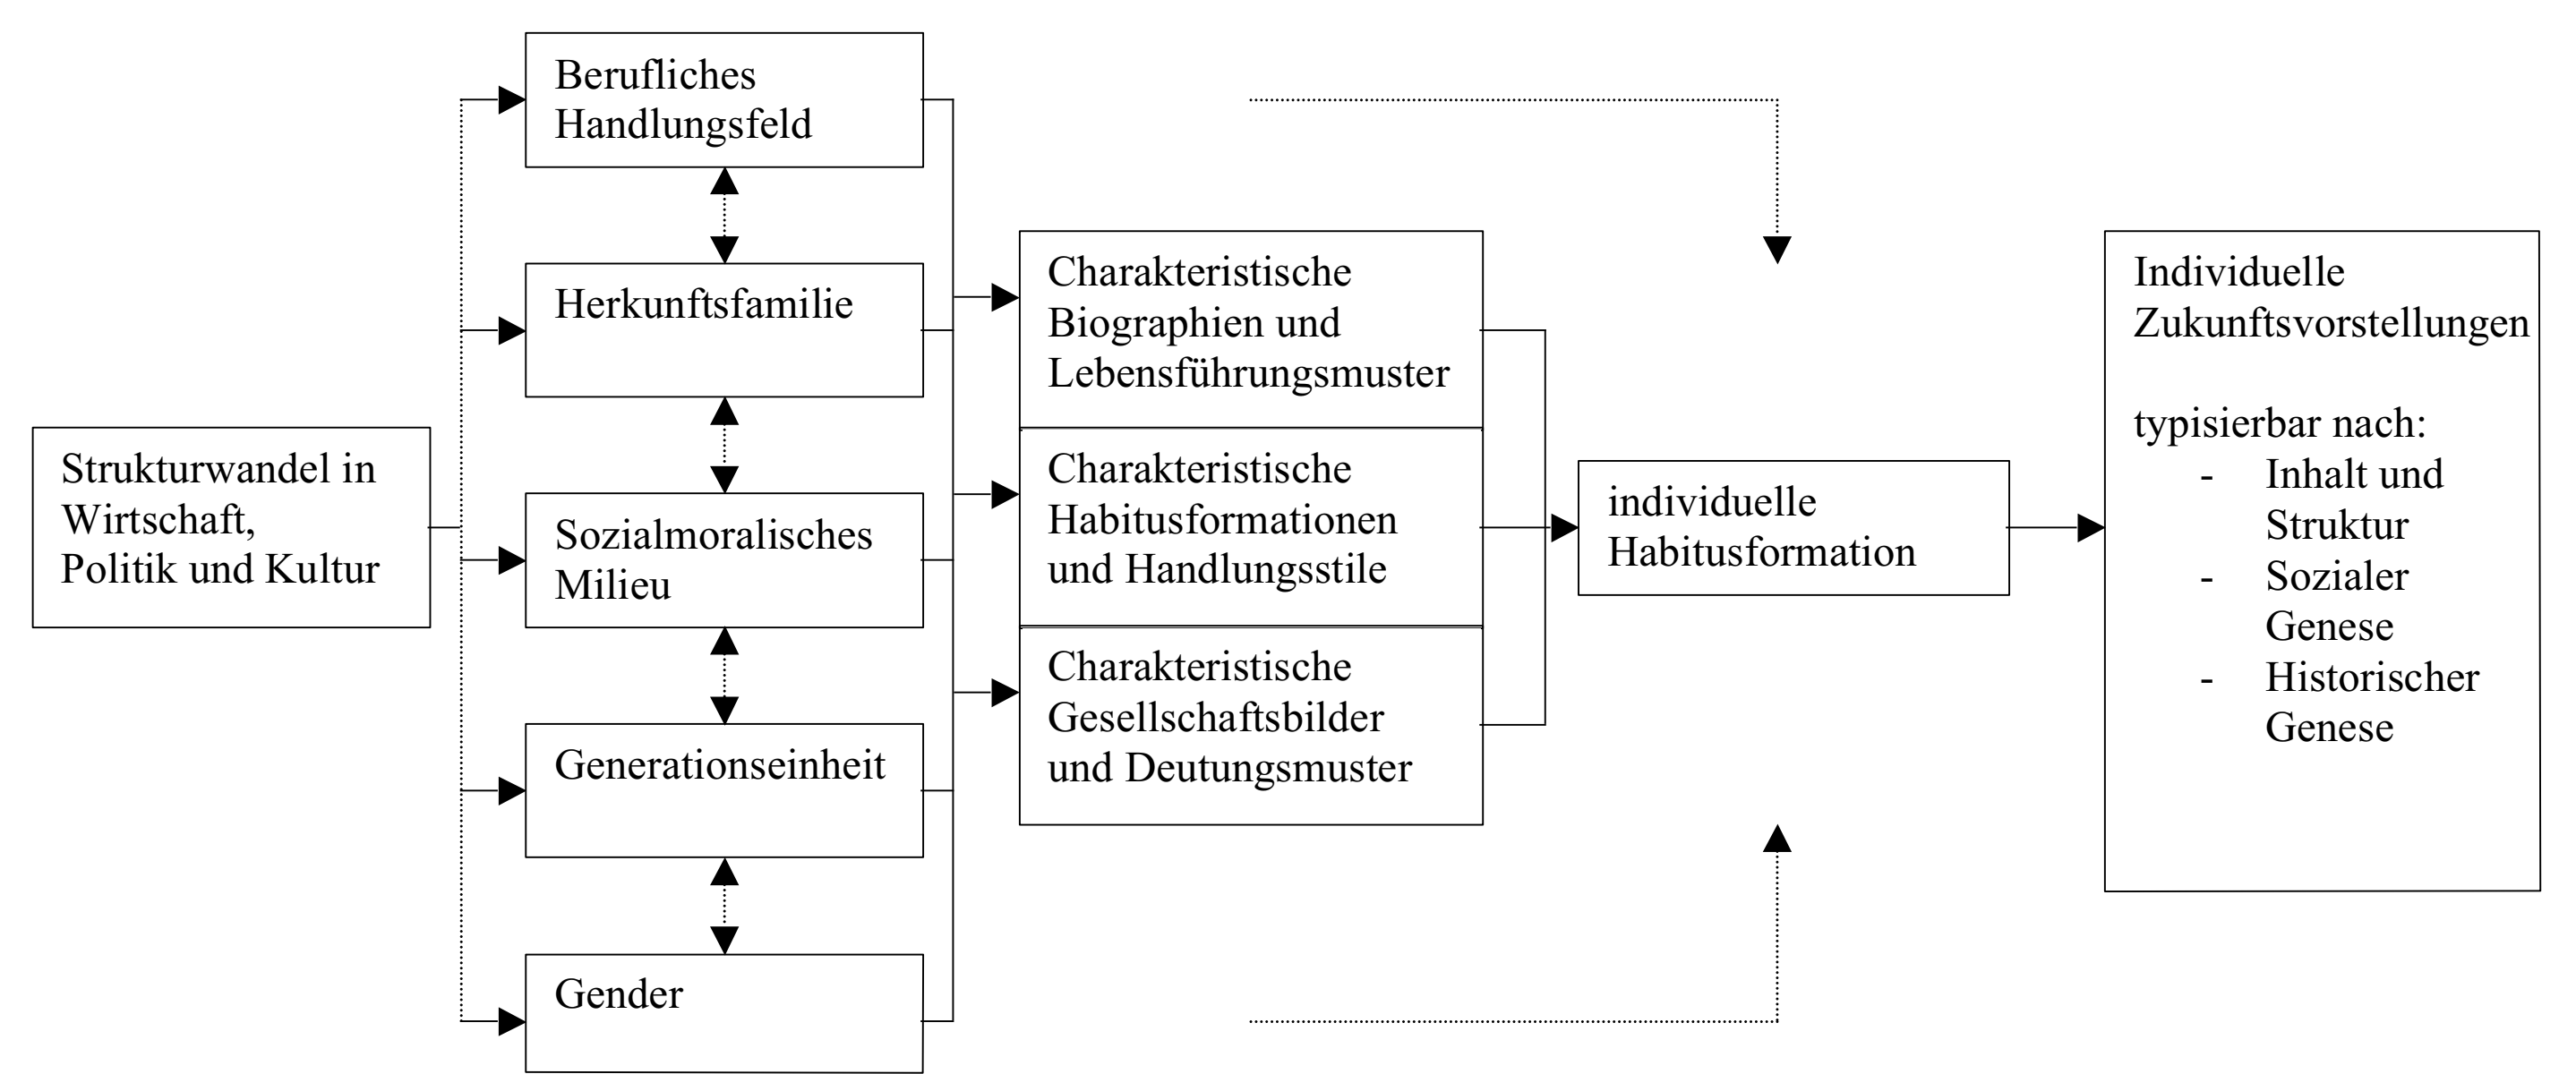 Strukturwandel in
Wirtschaft,
Politik und Kultur
Berufliches
Handlungsfeld
Herkunftsfamilie
Sozialmoralisches
Milieu
Generationseinheit
Gender
Charakteristische
Biographien und
Lebensführungsmuster
Charakteristische
Habitusformationen
und Handlungsstile
Charakteristische
Gesellschaftsbilder
und Deutungsmuster
individuelle
Habitusformation
Individuelle
Zukunftsvorstellungen
typisierbar nach:
- Inhalt und
Struktur
- Sozialer
Genese
- Historischer
Genese